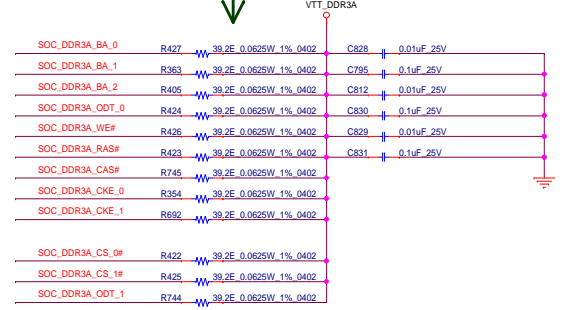 VTT_DDR3A
SOC_DDR3A_BA_0 R427 39.2E_0.0625W_1%_0402 C828 0.01uF_25V
SOC_DDR3A_BA_1 R363 39.2E_0.0625W_1%_0402 C795 0.1uF_25V
SOC_DDR3A_BA_2 R405 39.2E_0.0625W_1%_0402 C812 0.01uF_25V
SOC_DDR3A_ODT_0 R424 39.2E_0.0625W_1%_0402 C830 0.1uF_25V
SOC_DDR3A_WE# R426 39.2E_0.0625W_1%_0402 C829 0.01uF_25V
SOC_DDR3A_RAS# R423 39.2E_0.0625W_1%_0402 C831 0.1uF_25V
SOC_DDR3A_CAS# R745 39.2E_0.0625W_1%_0402
SOC_DDR3A_CKE_0 R354 39.2E_0.0625W_1%_0402
SOC_DDR3A_CKE_1 R692 39.2E_0.0625W_1%_0402
SOC_DDR3A_CS_0# R422 39.2E_0.0625W_1%_0402
SOC_DDR3A_CS_1# R425 39.2E_0.0625W_1%_0402
SOC_DDR3A_ODT_1 R744 39.2E_0.0625W_1%_0402